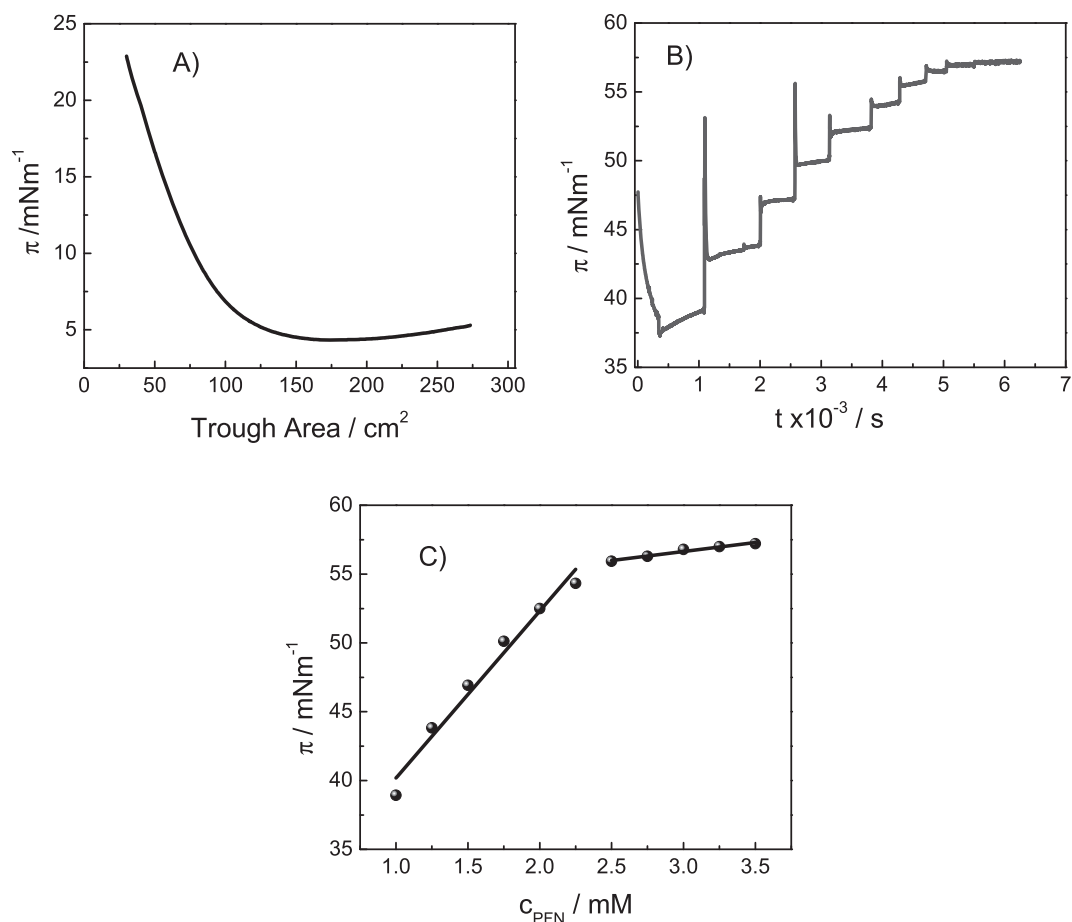 A)
π /mNm⁻¹
25
20
15
10
5
0 50 100 150 200 250 300
Trough Area / cm²
B)
π / mNm⁻¹
60
55
50
45
40
35
0 1 2 3 4 5 6 7
t x10⁻³ / s
C)
π / mNm⁻¹
60
55
50
45
40
35
1.0 1.5 2.0 2.5 3.0 3.5
c_PEN / mM